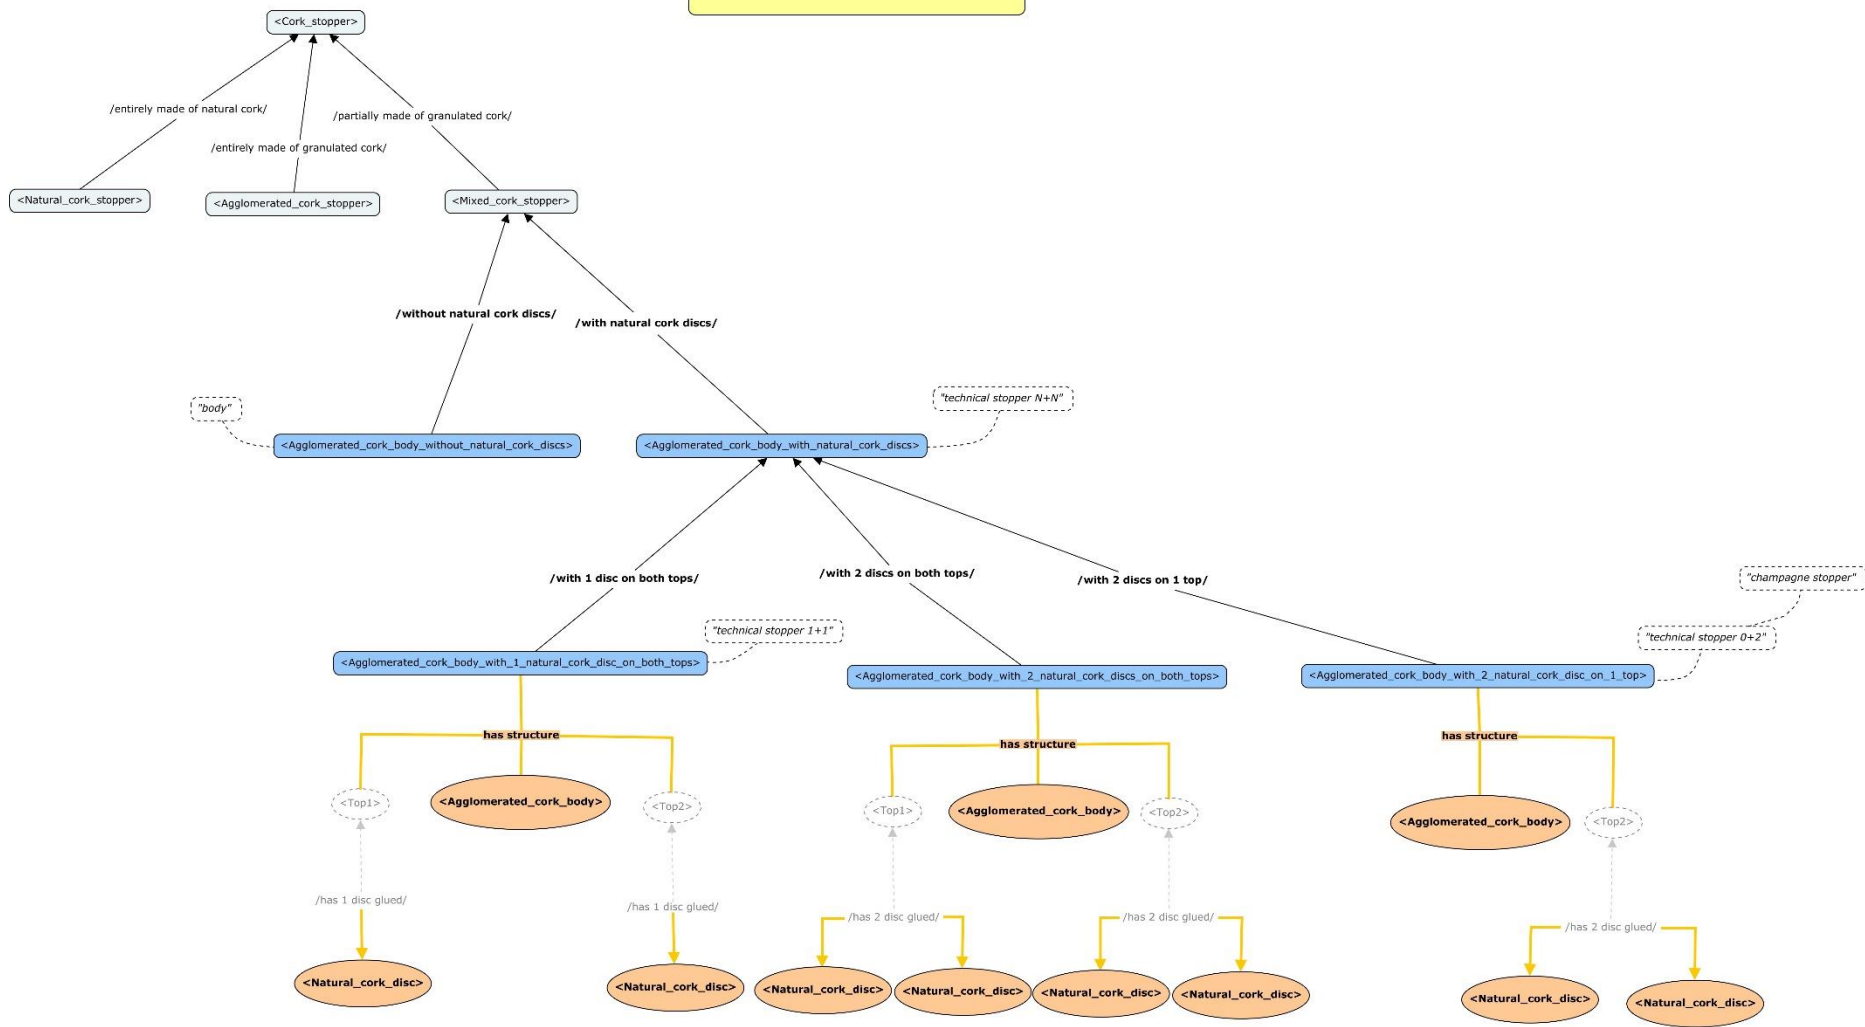 <Cork_stopper>
/entirely made of natural cork/
/partially made of granulated cork/
/entirely made of granulated cork/
<Natural_cork_stopper>
<Agglomerated_cork_stopper>
<Mixed_cork_stopper>
/without natural cork discs/
/with natural cork discs/
"body"
"technical stopper N+N"
<Agglomerated_cork_body_without_natural_cork_discs>
<Agglomerated_cork_body_with_natural_cork_discs>
/with 1 disc on both tops/
/with 2 discs on both tops/
/with 2 discs on 1 top/
"champagne stopper"
"technical stopper 1+1"
"technical stopper 0+2"
<Agglomerated_cork_body_with_1_natural_cork_disc_on_both_tops>
<Agglomerated_cork_body_with_2_natural_cork_discs_on_both_tops>
<Agglomerated_cork_body_with_2_natural_cork_disc_on_1_top>
has structure
has structure
has structure
<Top1>
<Agglomerated_cork_body>
<Top2>
<Top1>
<Agglomerated_cork_body>
<Top2>
<Agglomerated_cork_body>
<Top2>
/has 1 disc glued/
/has 1 disc glued/
/has 2 disc glued/
/has 2 disc glued/
/has 2 disc glued/
<Natural_cork_disc>
<Natural_cork_disc>
<Natural_cork_disc>
<Natural_cork_disc>
<Natural_cork_disc>
<Natural_cork_disc>
<Natural_cork_disc>
<Natural_cork_disc>